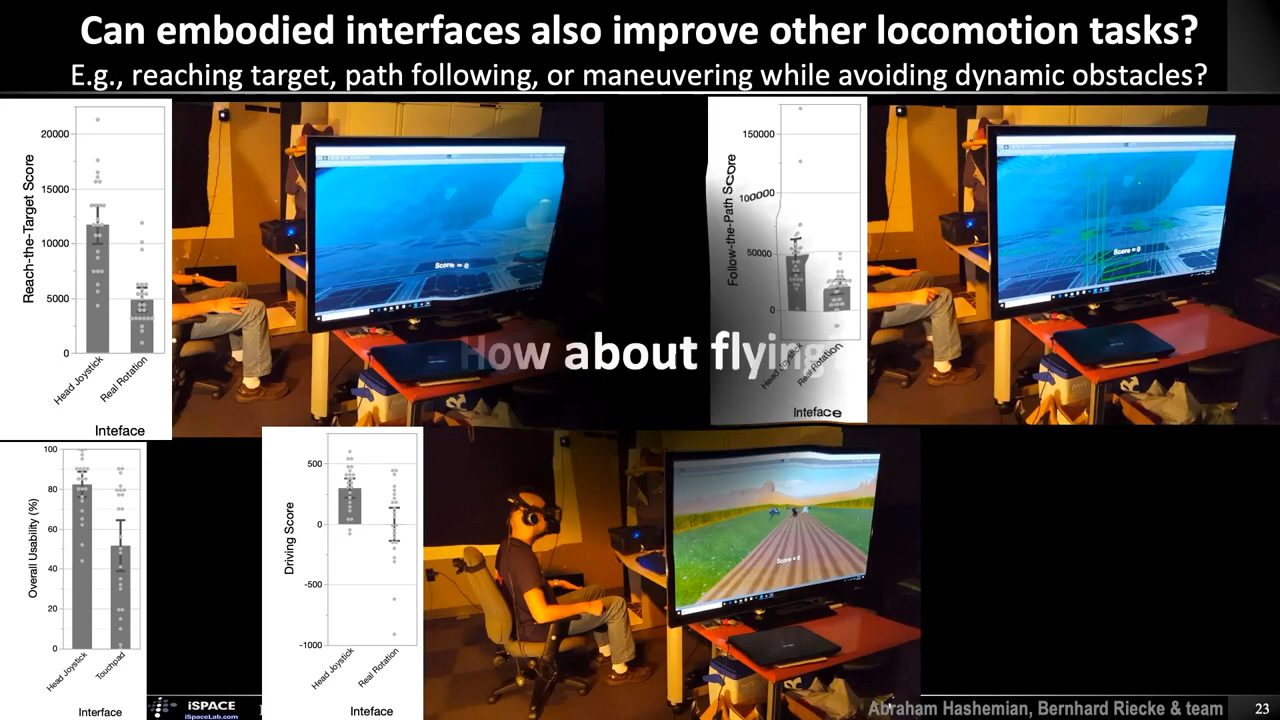 Can embodied interfaces also improve other locomotion tasks?
E.g., reaching target, path following, or maneuvering while avoiding dynamic obstacles?
Reach-the-Target Score
20000
15000
10000
5000
0
Head Joystick
Real Rotation
Inteface
Score = 0
Follow-the-Path Score
150000
100000
50000
0
Real Rotation
Inteface
Score = 0
How about flying
Overall Usability (%)
100
80
60
40
20
0
Head Joystick
Touchpad
Interface
Driving Score
500
0
-500
-1000
Head Joystick
Real Rotation
Inteface
Score = 0
iSPACE
iSpaceLab.com
Abraham Hashemian, Bernhard Riecke & team
23